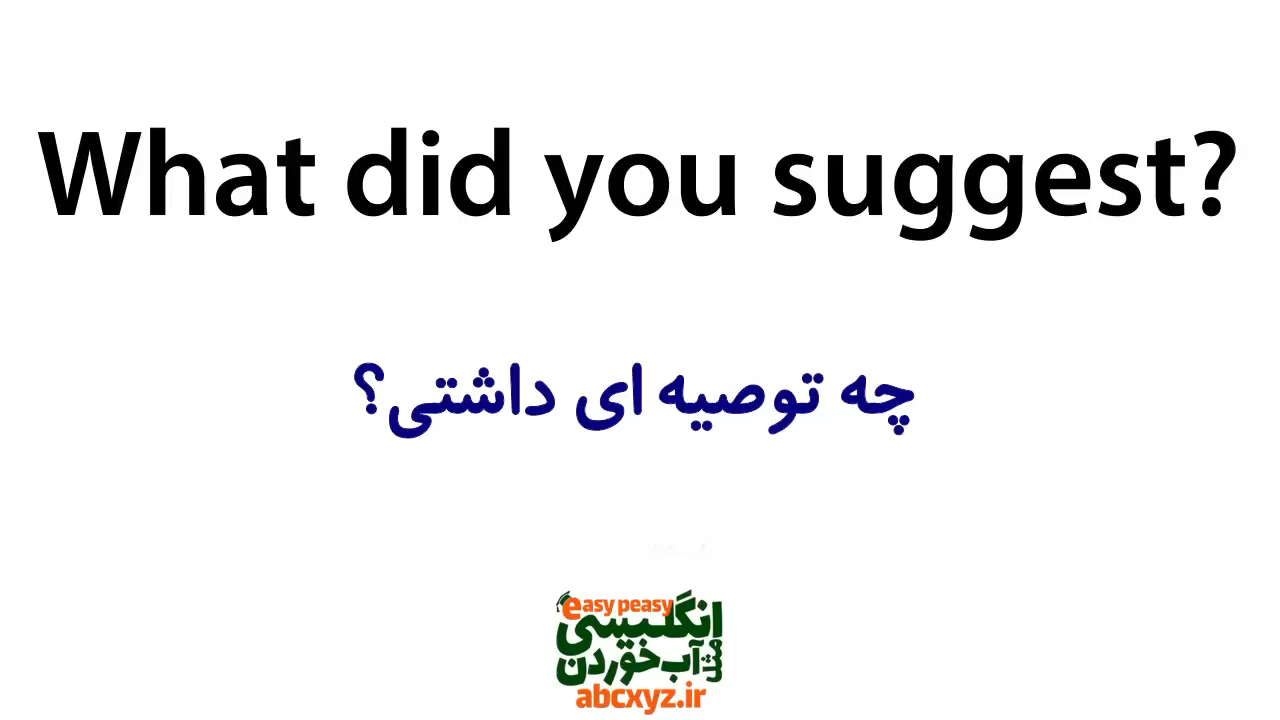 What did you suggest?
چه توصیه ای داشتی؟
easy peasy
انگلیسی
مثل آب خوردن
abcxyz.ir